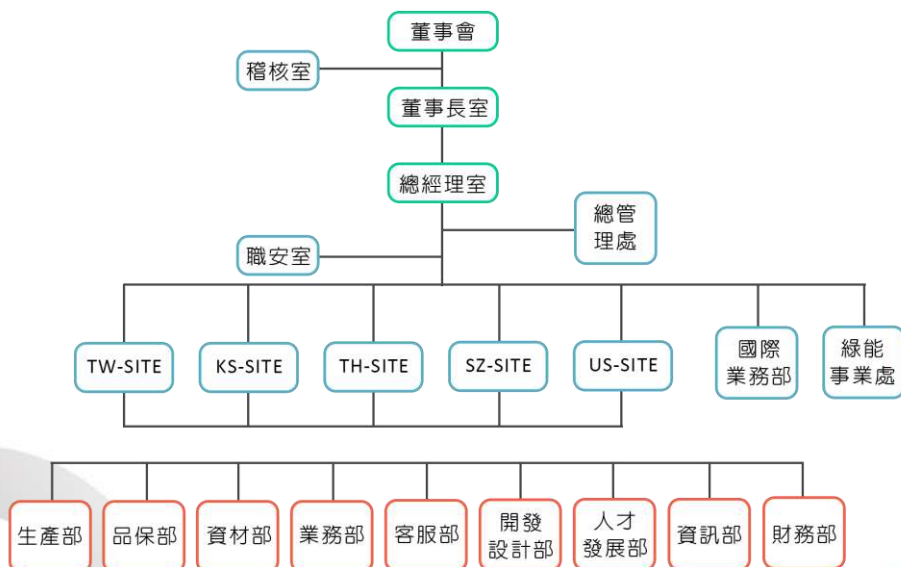 董事會
稽核室
董事長室
總經理室
總管
理處
職安室
TW-SITE
KS-SITE
TH-SITE
SZ-SITE
US-SITE
國際
業務部
綠能
事業處
生產部
品保部
資材部
業務部
客服部
開發
設計部
人才
發展部
資訊部
財務部